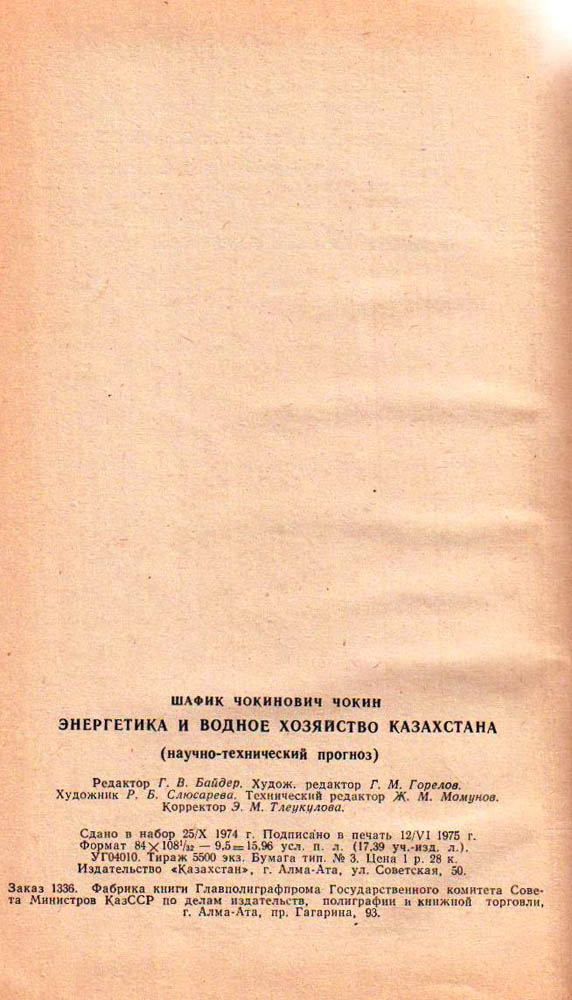 ШАФИК ЧОКИНОВИЧ ЧОКИН
ЭНЕРГЕТИКА И ВОДНОЕ ХОЗЯЙСТВО КАЗАХСТАНА
(научно-технический прогноз)
Редактор Г. В. Байдер. Худож. редактор Г. М. Горелов.
Художник Р. Б. Слюсарева. Технический редактор Ж. М. Момунов.
Корректор Э. М. Тлеукулова.
Сдано в набор 25/X 1974 г. Подписано в печать 12/VI 1975 г.
Формат 84×108¹/₃₂ — 9,5=15,96 усл. п. л. (17,39 уч.-изд. л.).
УГ04010. Тираж 5500 экз. Бумага тип. № 3. Цена 1 р. 28 к.
Издательство «Казахстан», г. Алма-Ата, ул. Советская, 50.
Заказ 1336. Фабрика книги Главполиграфпрома Государственного комитета Сове-
та Министров ҚазССР по делам издательств, полиграфии и книжной торговли,
г. Алма-Ата, пр. Гагарина, 93.